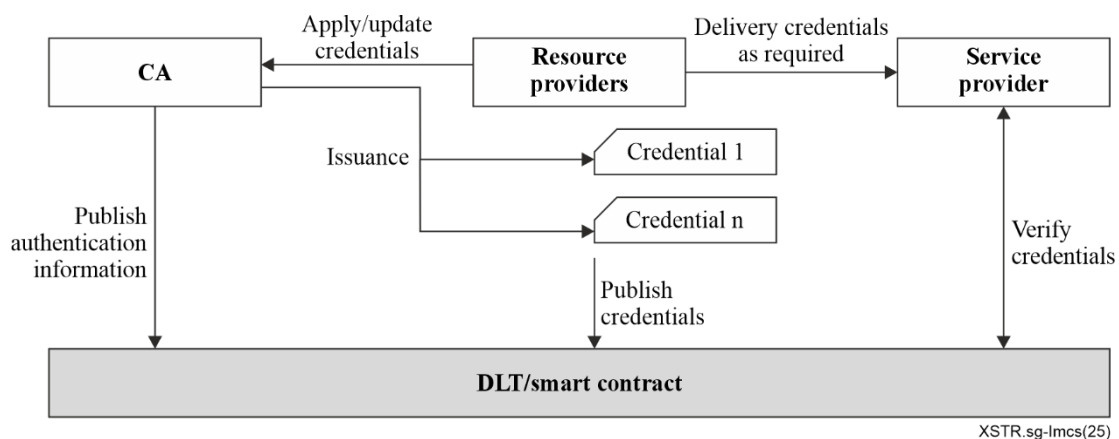 Apply/update
credentials
Delivery credentials
as required
CA
Resource
providers
Service
provider
Issuance
Credential 1
Credential n
Publish
authentication
information
Publish
credentials
Verify
credentials
DLT/smart contract
XSTR.sg-lmcs(25)